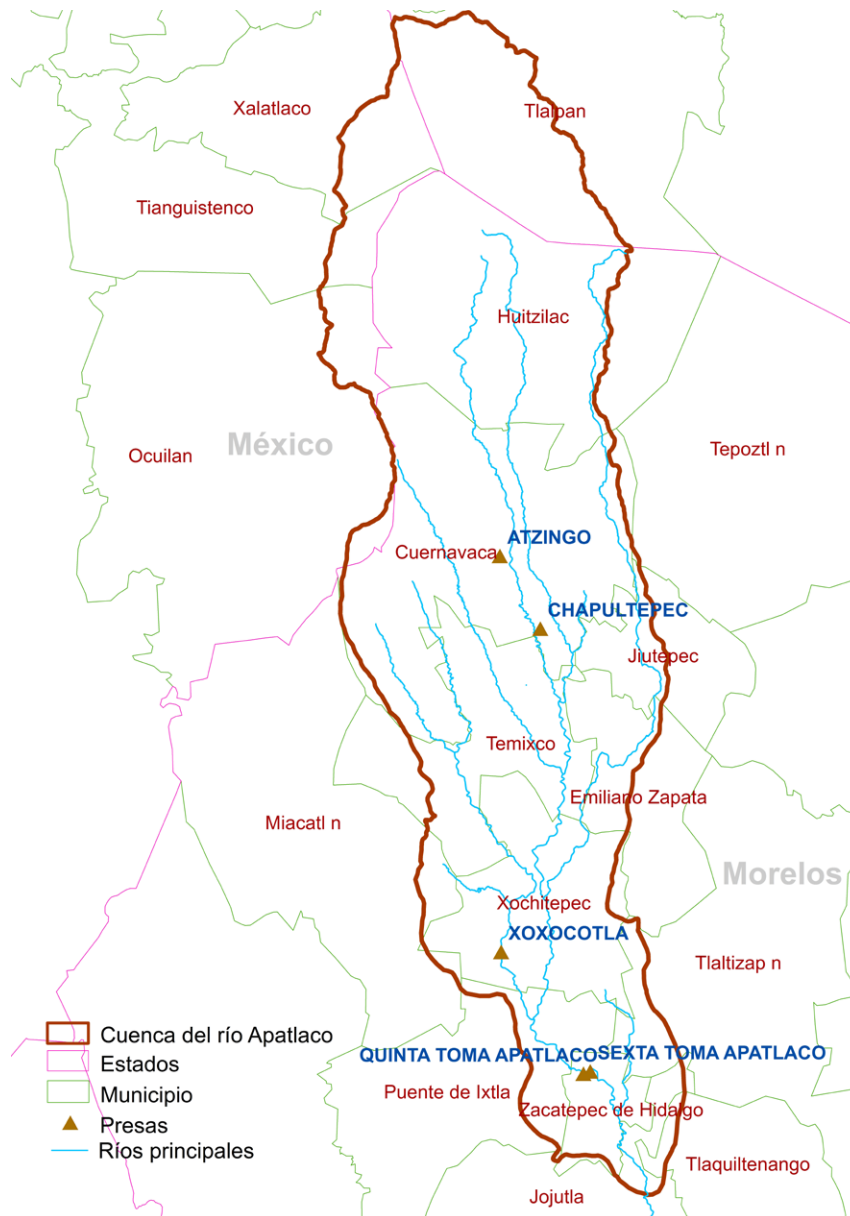 Xalatlaco
Tlalpan
Tianguistenco
Huitzilac
Ocuilan
México
Tepoztl n
ATZINGO
Cuernavaca
CHAPULTEPEC
Jiutepec
Temixco
Emiliano Zapata
Miacatl n
Morelos
Xochitepec
XOXOCOTLA
Tlaltizap n
Cuenca del río Apatlaco
Estados
Municipio
Presas
Ríos principales
QUINTA TOMA APATLACO
SEXTA TOMA APATLACO
Puente de Ixtla
Zacatepec de Hidalgo
Tlaquiltenango
Jojutla